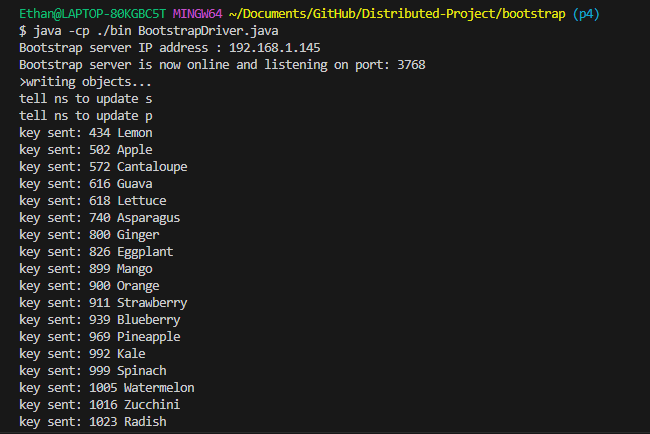 Ethan@LAPTOP-80KGBC5T MINGW64 ~/Documents/GitHub/Distributed-Project/bootstrap (p4)
$ java -cp ./bin BootstrapDriver.java
Bootstrap server IP address : 192.168.1.145
Bootstrap server is now online and listening on port: 3768
>writing objects...
tell ns to update s
tell ns to update p
key sent: 434 Lemon
key sent: 502 Apple
key sent: 572 Cantaloupe
key sent: 616 Guava
key sent: 618 Lettuce
key sent: 740 Asparagus
key sent: 800 Ginger
key sent: 826 Eggplant
key sent: 899 Mango
key sent: 900 Orange
key sent: 911 Strawberry
key sent: 939 Blueberry
key sent: 969 Pineapple
key sent: 992 Kale
key sent: 999 Spinach
key sent: 1005 Watermelon
key sent: 1016 Zucchini
key sent: 1023 Radish